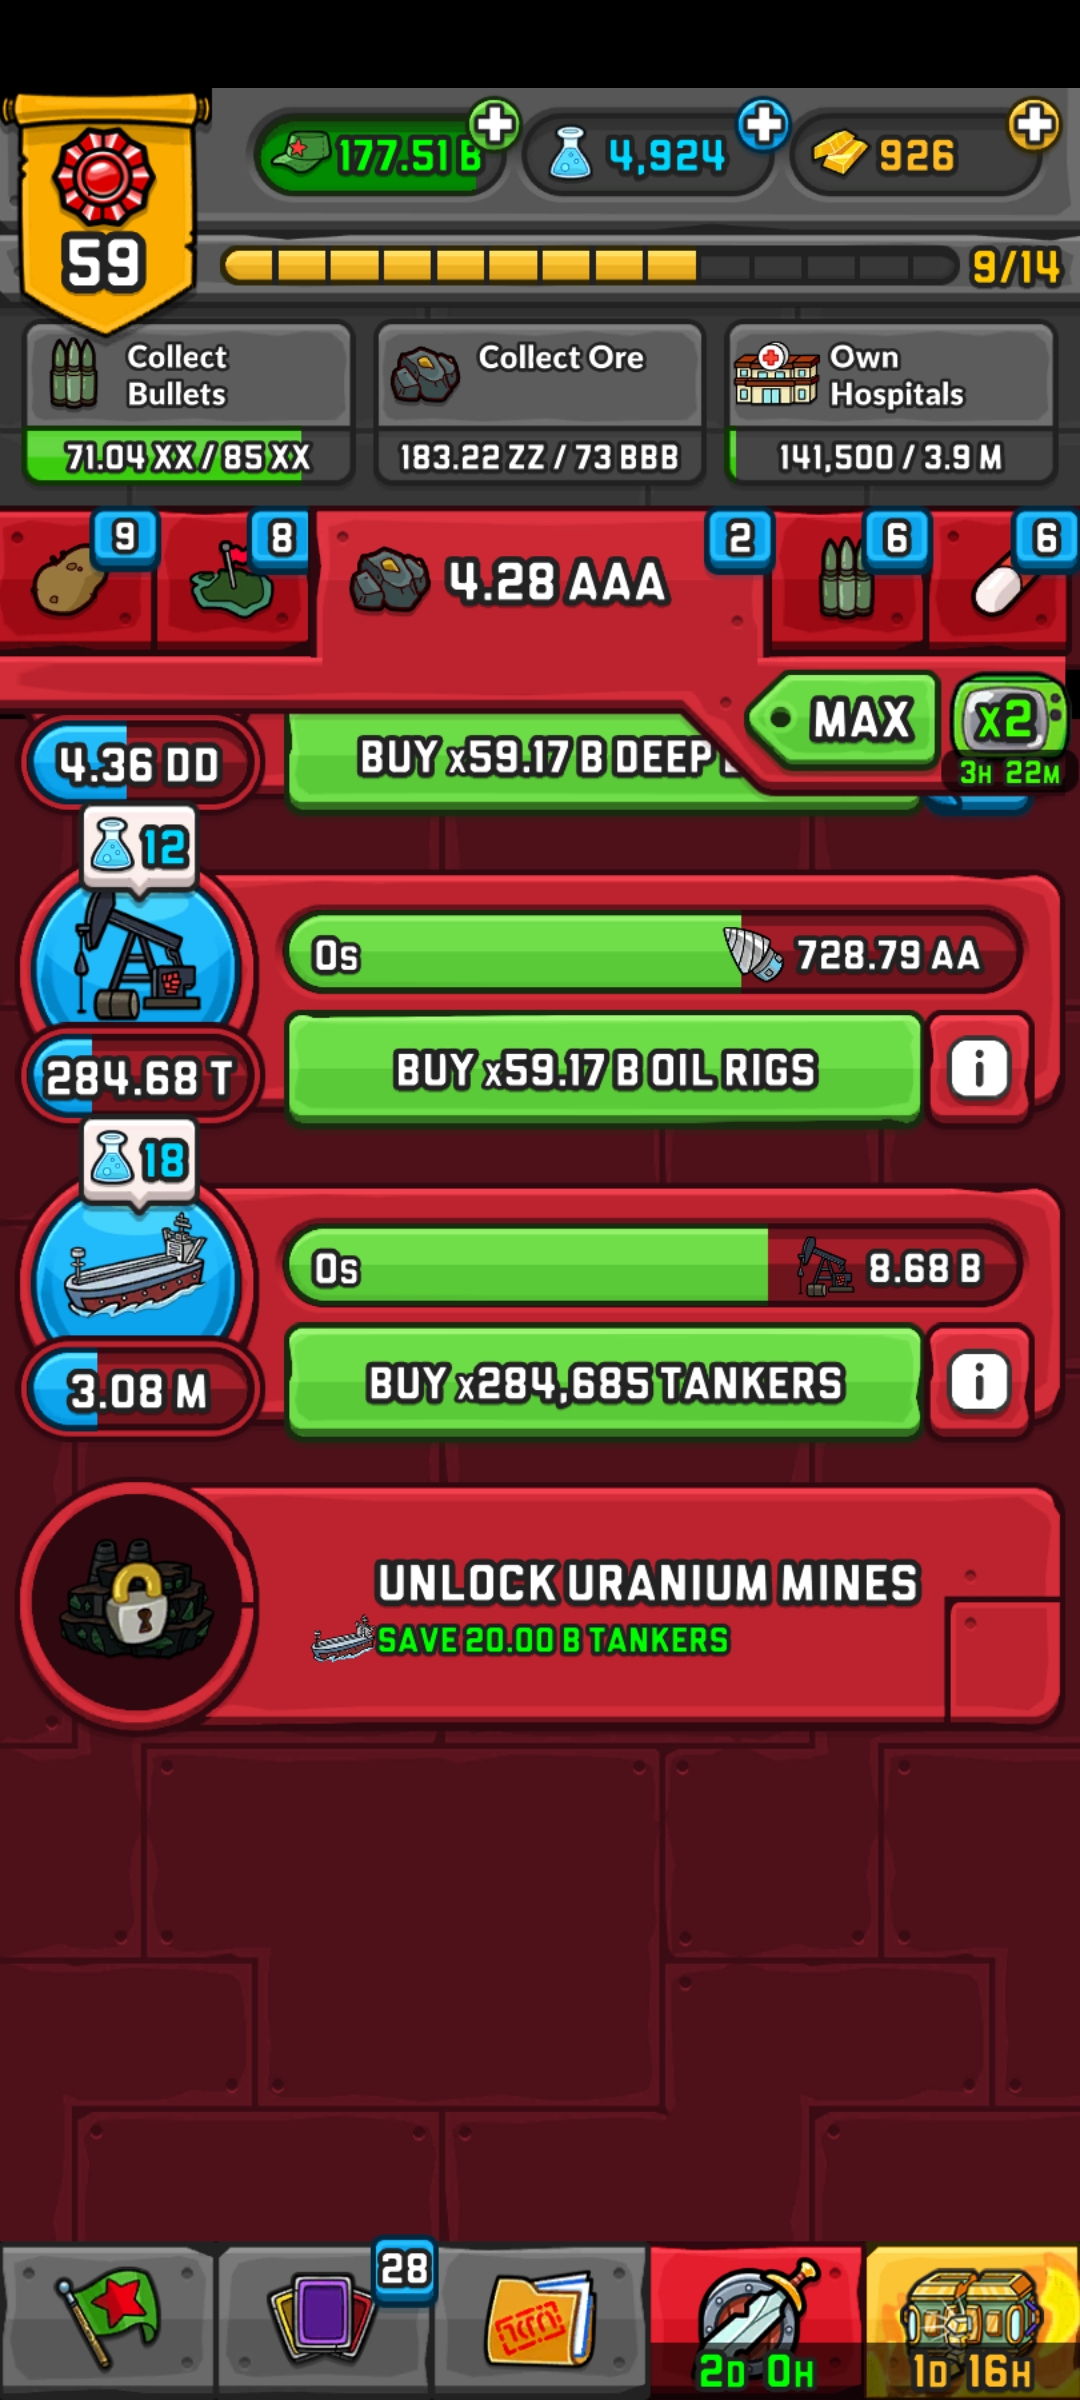 177.51 B
4,924
926
59
9/14
Collect
Bullets
Collect Ore
Own
Hospitals
71.04 XX / 85 XX
183.22 ZZ / 73 BBB
141,500 / 3.9 M
9
8
4.28 AAA
2
6
6
MAX
x2
3H 22M
4.36 DD
BUY x59.17 B DEEP
12
0s
728.79 AA
284.68 T
BUY x59.17 B OIL RIGS
i
18
0s
8.68 B
3.08 M
BUY x284,685 TANKERS
i
UNLOCK URANIUM MINES
SAVE 20.00 B TANKERS
28
2D 0H
1D 16H